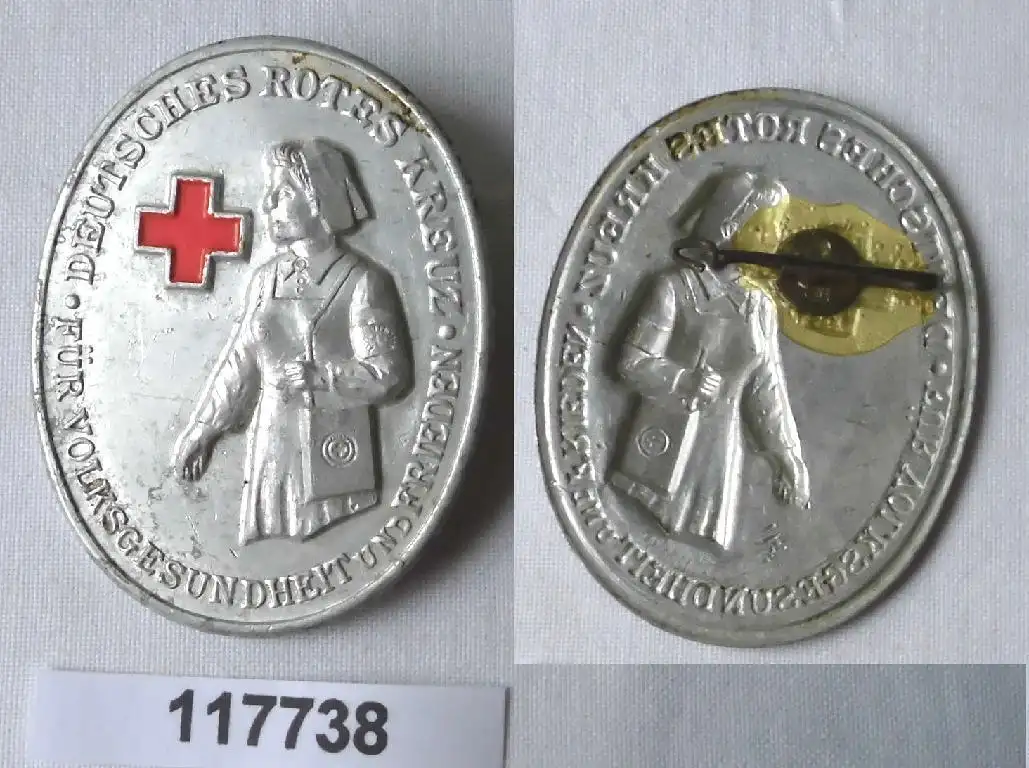 DEUTSCHES ROTES KREUZ · FÜR VOLKSGESUNDHEIT UND FRIEDEN ·
117738